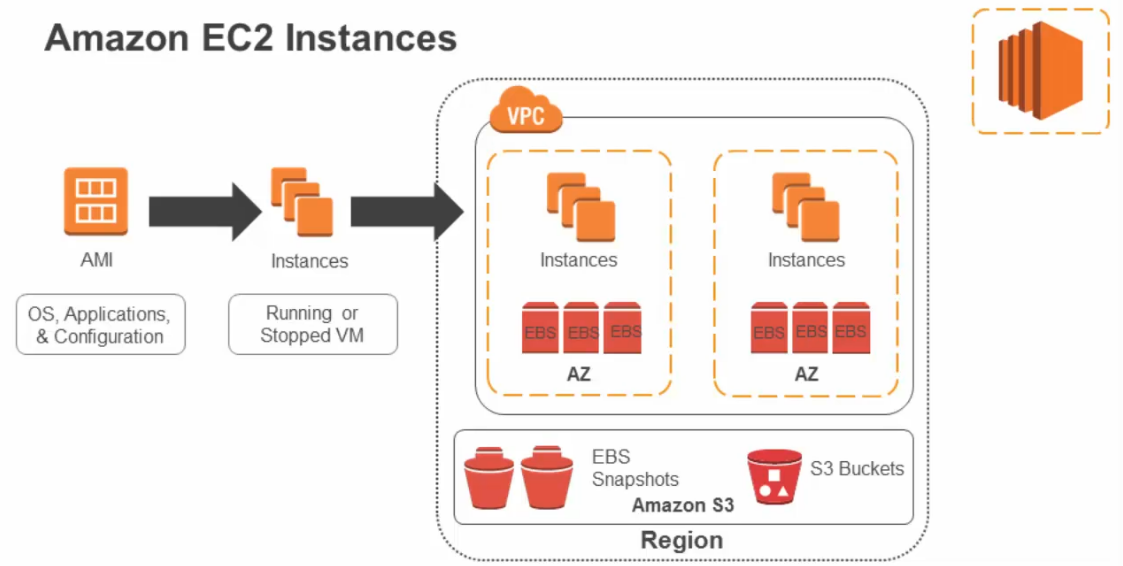 Amazon EC2 Instances
VPC
AMI
OS, Applications,
& Configuration
Instances
Running or
Stopped VM
Instances
EBS EBS EBS
AZ
Instances
EBS EBS EBS
AZ
EBS
Snapshots
S3 Buckets
Amazon S3
Region